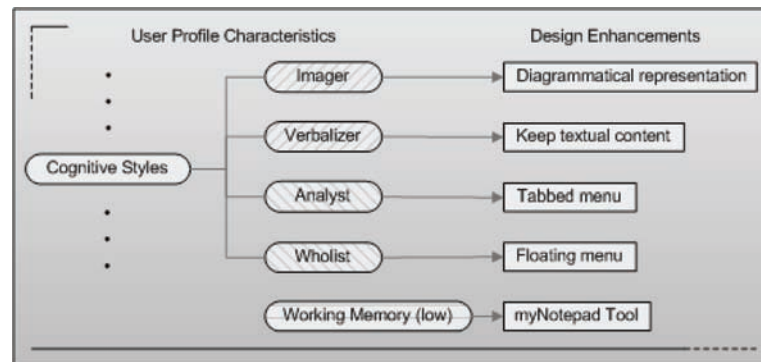 User Profile Characteristics
Design Enhancements
Imager
Diagrammatical representation
Verbalizer
Keep textual content
Cognitive Styles
Analyst
Tabbed menu
Wholist
Floating menu
Working Memory (low)
myNotepad Tool